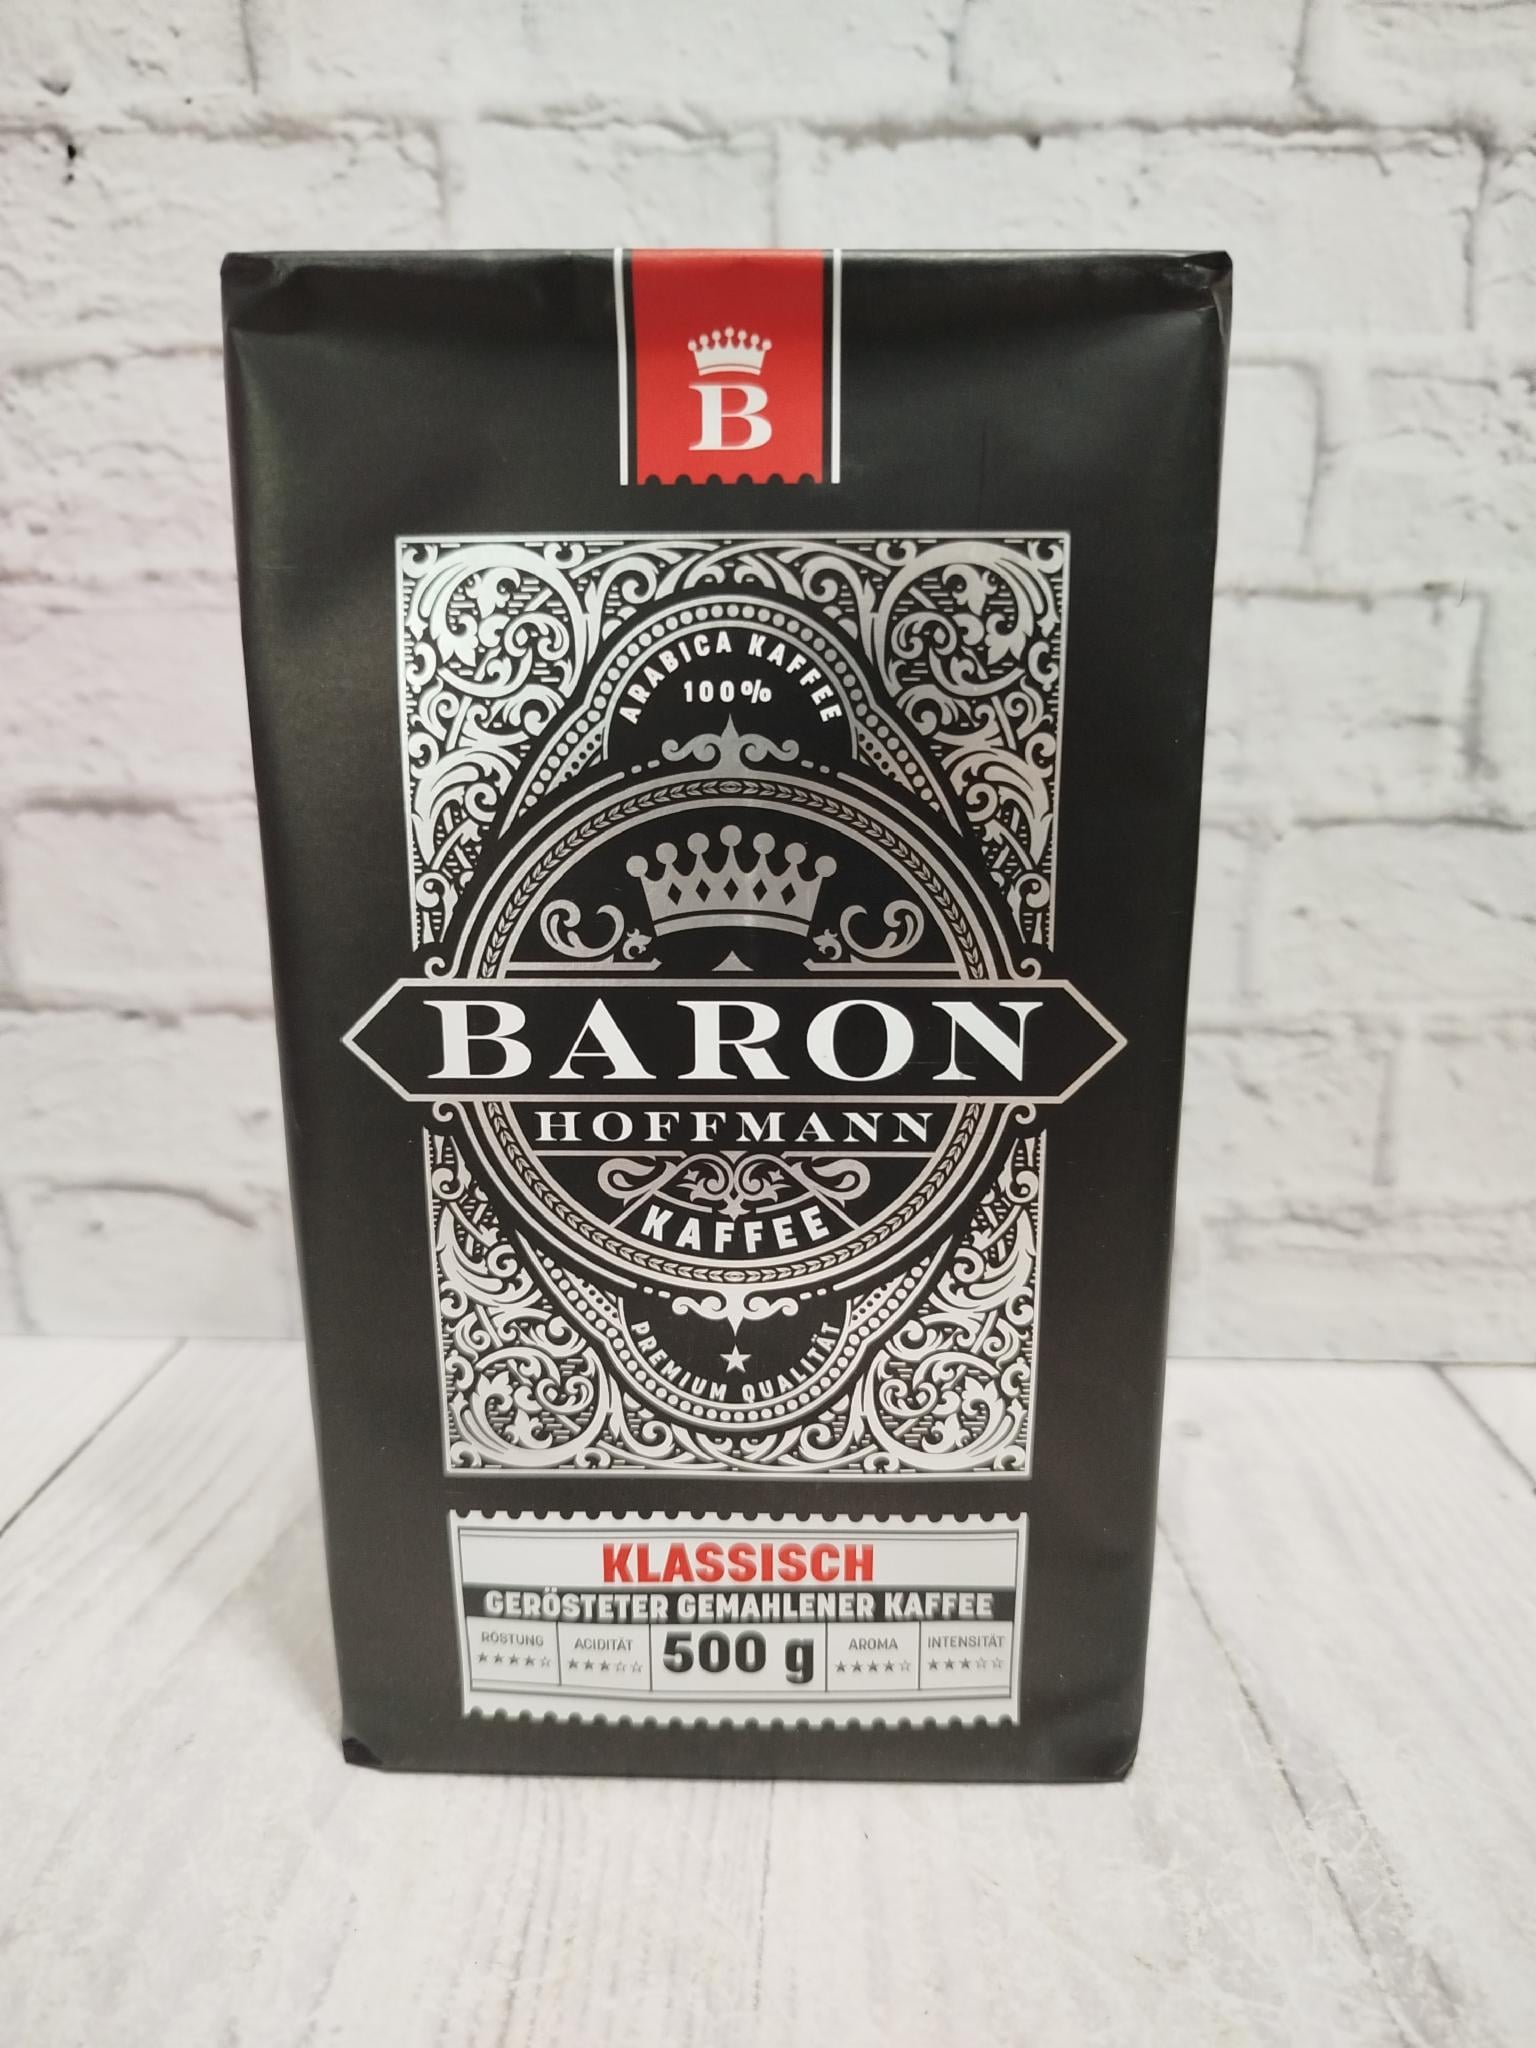 B
ARABICA KAFFEE
100%
BARON
HOFFMANN
KAFFEE
PREMIUM QUALITÄT
KLASSISCH
GERÖSTETER GEMAHLENER KAFFEE
RÖSTUNG ACIDITÄT 500 g AROMA INTENSITÄT